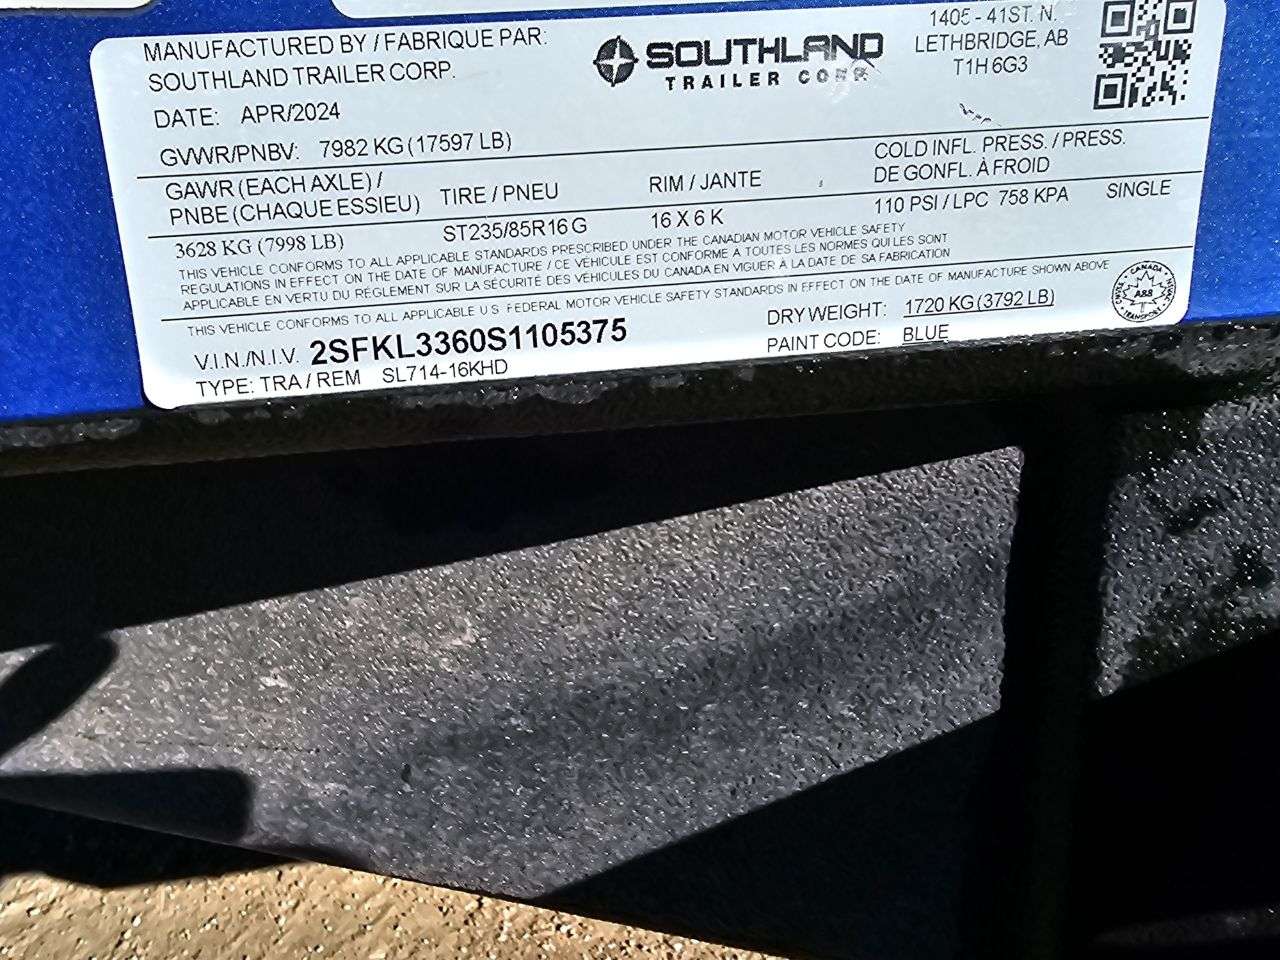 MANUFACTURED BY / FABRIQUE PAR:
SOUTHLAND TRAILER CORP.
SOUTHLAND
TRAILER CORP.
1405 - 41ST. N.
LETHBRIDGE, AB
T1H 6G3
DATE: APR/2024
GVWR/PNBV: 7982 KG (17597 LB)
GAWR (EACH AXLE) /
PNBE (CHAQUE ESSIEU)
TIRE / PNEU
RIM / JANTE
COLD INFL. PRESS. / PRESS.
DE GONFL. À FROID
3628 KG (7998 LB) ST235/85R16 G 16 X 6 K 110 PSI / LPC 758 KPA SINGLE
THIS VEHICLE CONFORMS TO ALL APPLICABLE STANDARDS PRESCRIBED UNDER THE CANADIAN MOTOR VEHICLE SAFETY
REGULATIONS IN EFFECT ON THE DATE OF MANUFACTURE / CE VEHICULE EST CONFORME À TOUTES LES NORMES QUI LES SONT
APPLICABLE EN VERTU DU RÉGLEMENT SUR LA SÉCURITÉ DES VÉHICULES DU CANADA EN VIGUER À LA DATE DE SA FABRICATION
THIS VEHICLE CONFORMS TO ALL APPLICABLE U.S. FEDERAL MOTOR VEHICLE SAFETY STANDARDS IN EFFECT ON THE DATE OF MANUFACTURE SHOWN ABOVE
V.I.N./N.I.V. 2SFKL3360S1105375
TYPE: TRA / REM SL714-16KHD
DRY WEIGHT: 1720 KG (3792 LB)
PAINT CODE: BLUE
CANADA
A88
TRANSPORT